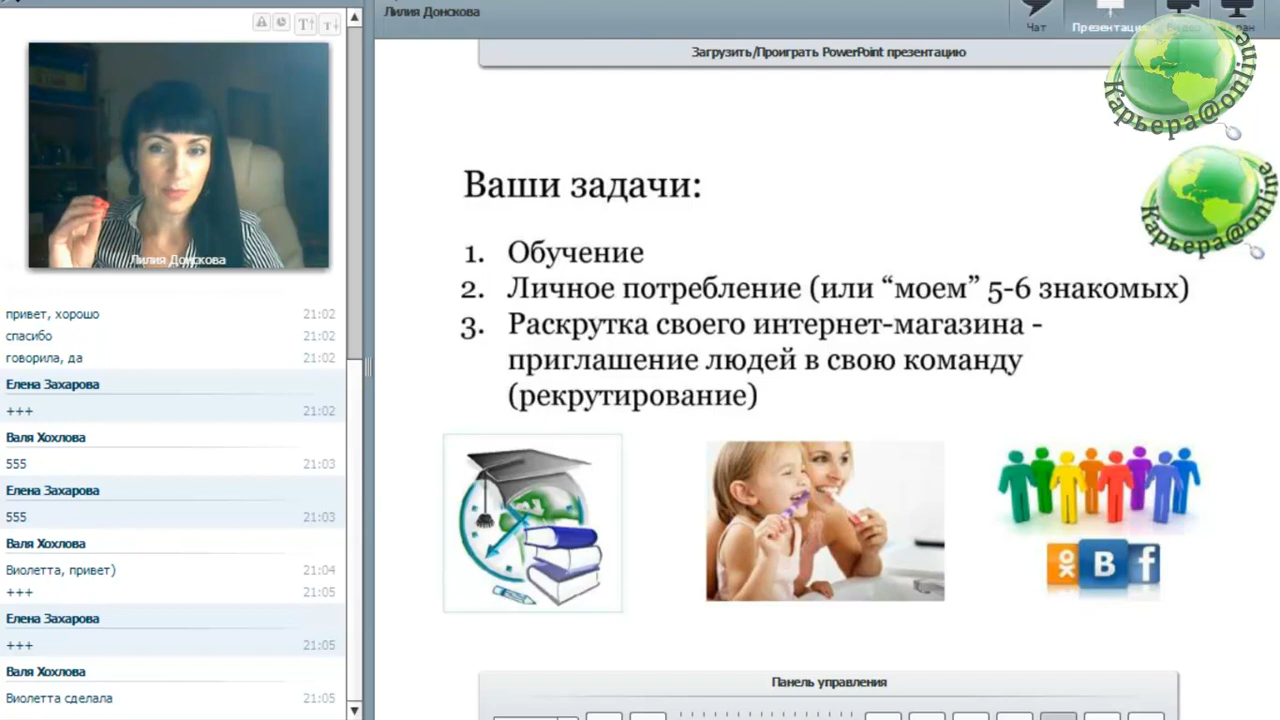 Лилия Донскова
Чат
Презентация
Загрузить/Проиграть PowerPoint презентацию
Карьера@online
Карьера@online
Лилия Донскова
привет, хорошо 21:02
спасибо 21:02
говорила, да 21:02
Елена Захарова
+++ 21:02
Валя Хохлова
555 21:03
Елена Захарова
555 21:03
Валя Хохлова
Виолетта, привет) 21:04
+++ 21:05
Елена Захарова
+++ 21:05
Валя Хохлова
Виолетта сделала 21:05
Ваши задачи:
1. Обучение
2. Личное потребление (или “моем” 5-6 знакомых)
3. Раскрутка своего интернет-магазина -
приглашение людей в свою команду
(рекрутирование)
В f
Панель управления